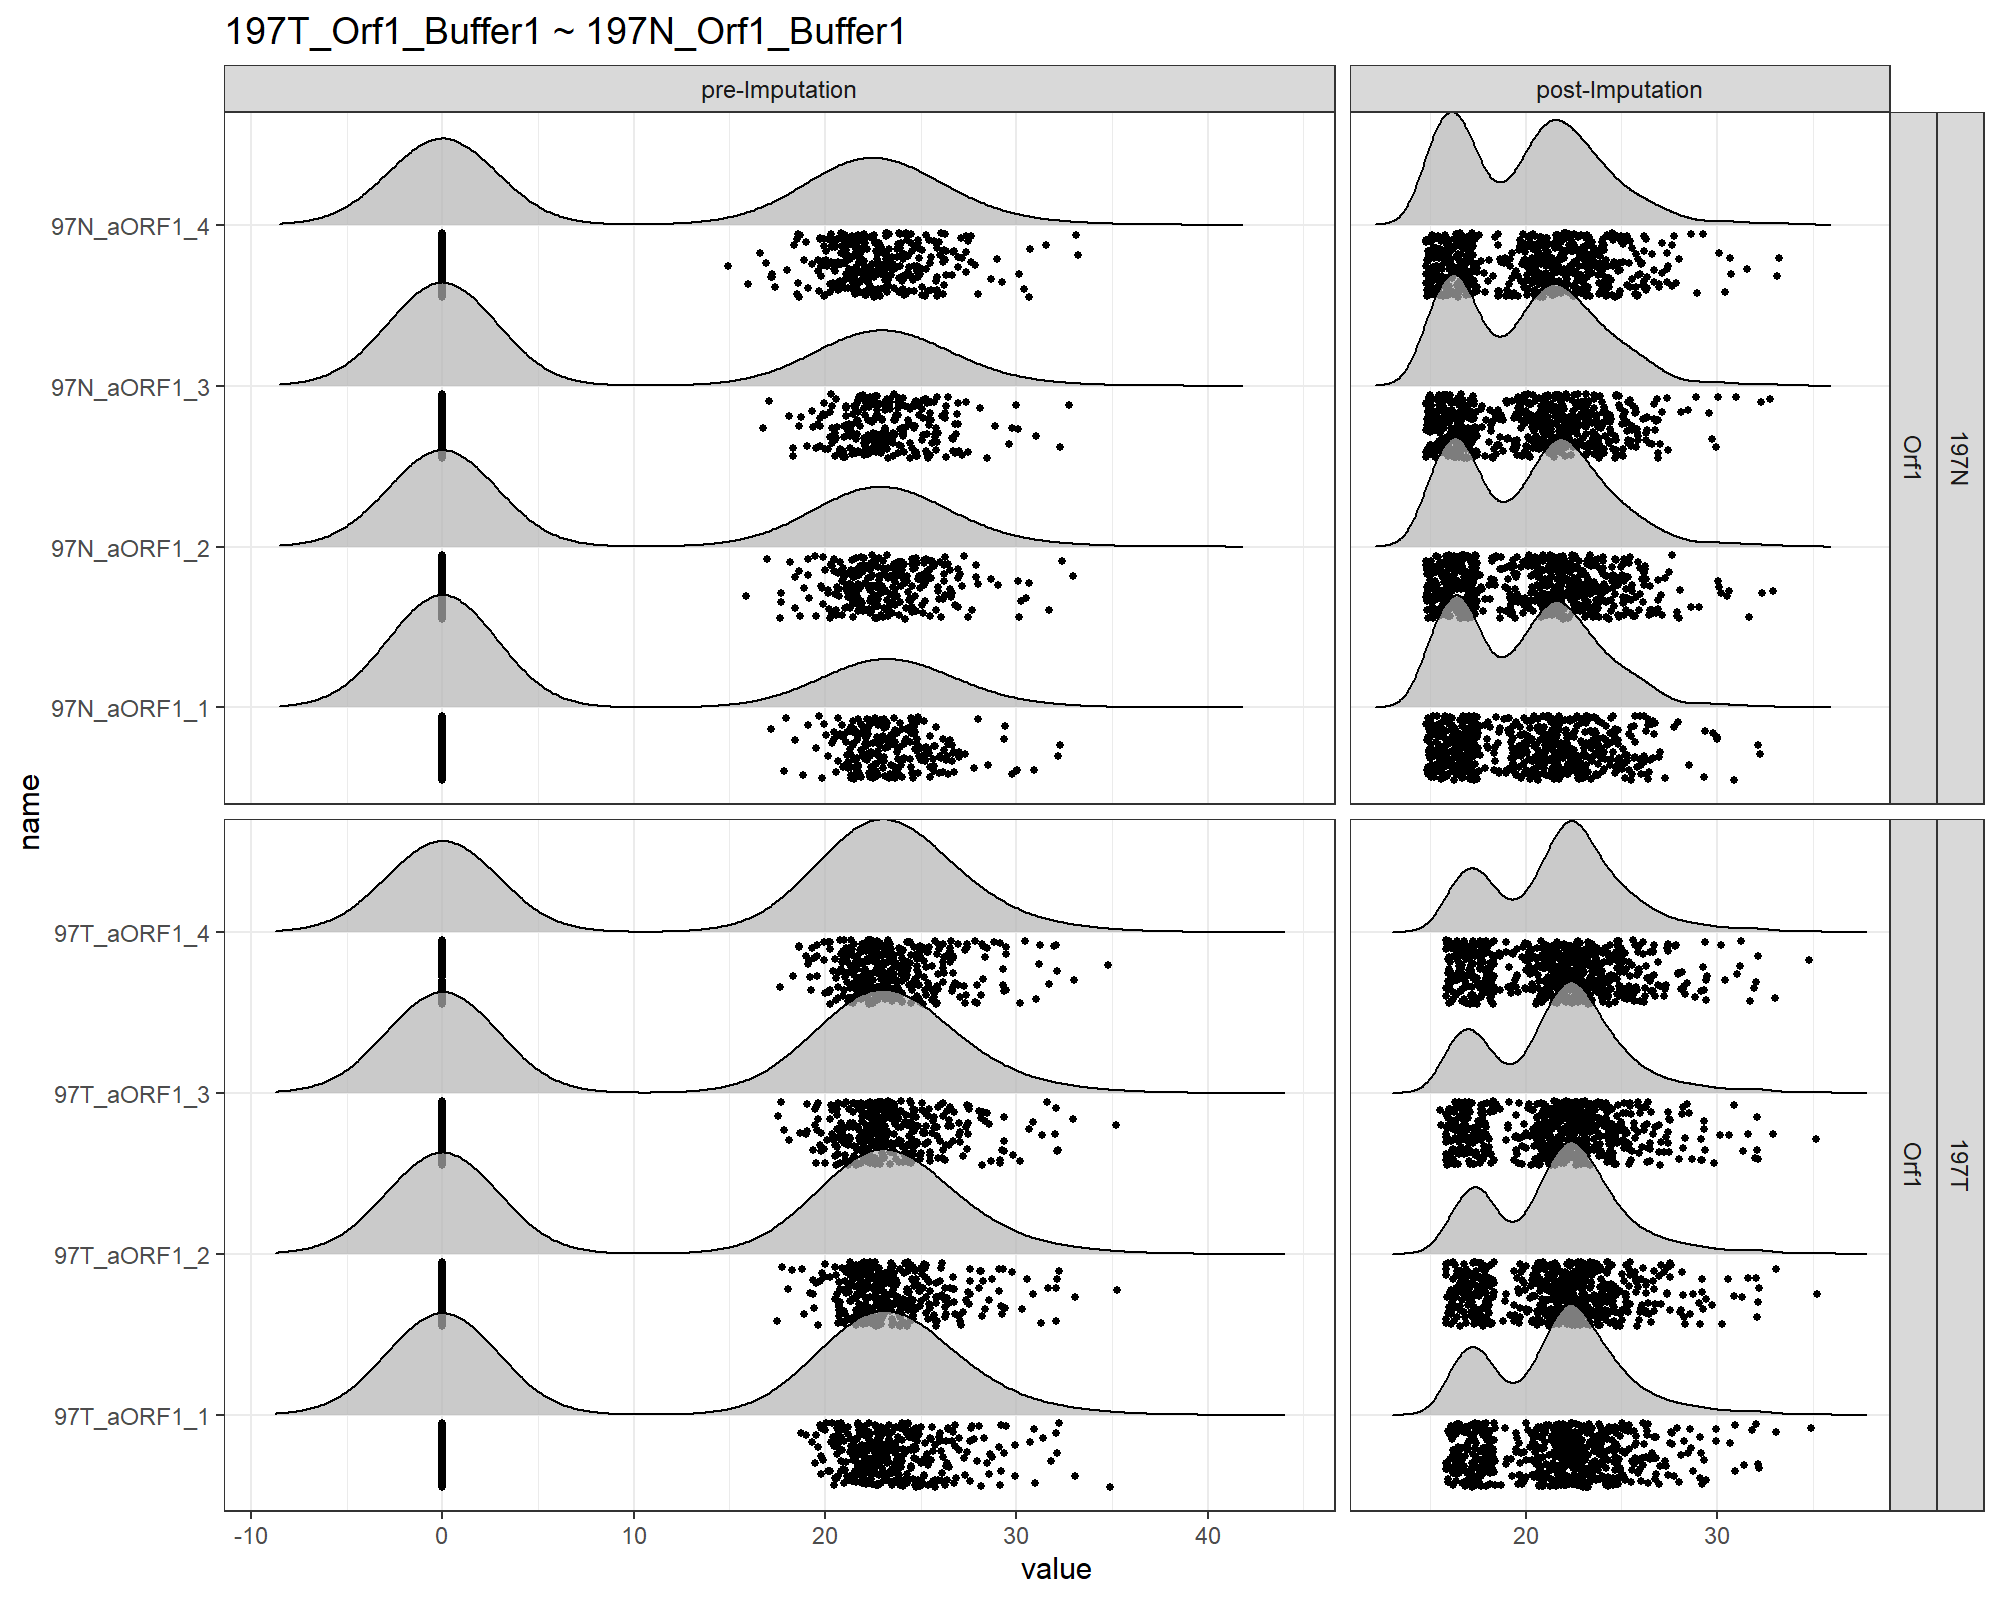 197T_Orf1_Buffer1 ~ 197N_Orf1_Buffer1
pre-Imputation
post-Imputation
97N_aORF1_4
97N_aORF1_3
97N_aORF1_2
97N_aORF1_1
Orf1
197N
name
97T_aORF1_4
97T_aORF1_3
97T_aORF1_2
97T_aORF1_1
Orf1
197T
-10 0 10 20 30 40
20 30
value